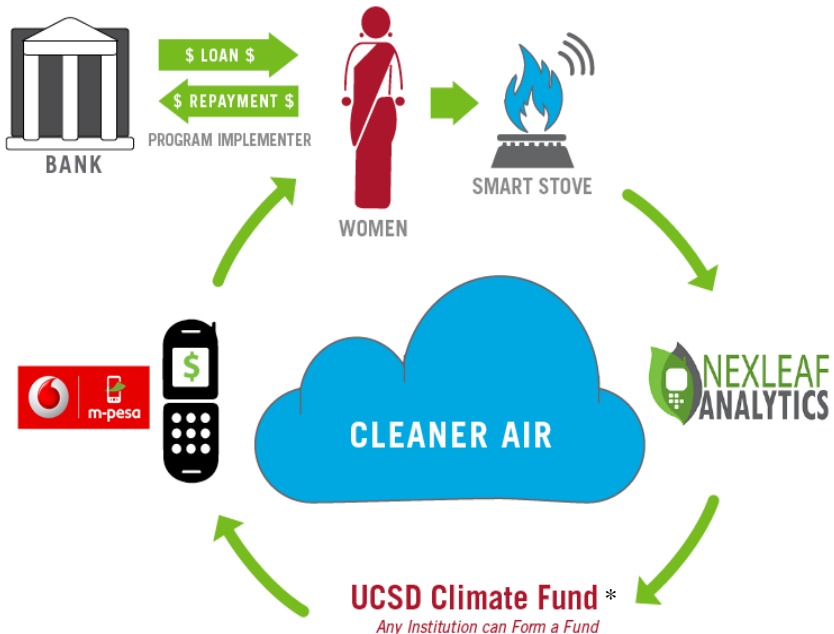 $ LOAN $
$ REPAYMENT $
PROGRAM IMPLEMENTER
BANK
WOMEN
SMART STOVE
$
m-pesa
NEXLEAF
ANALYTICS
CLEANER AIR
UCSD Climate Fund *
Any Institution can Form a Fund